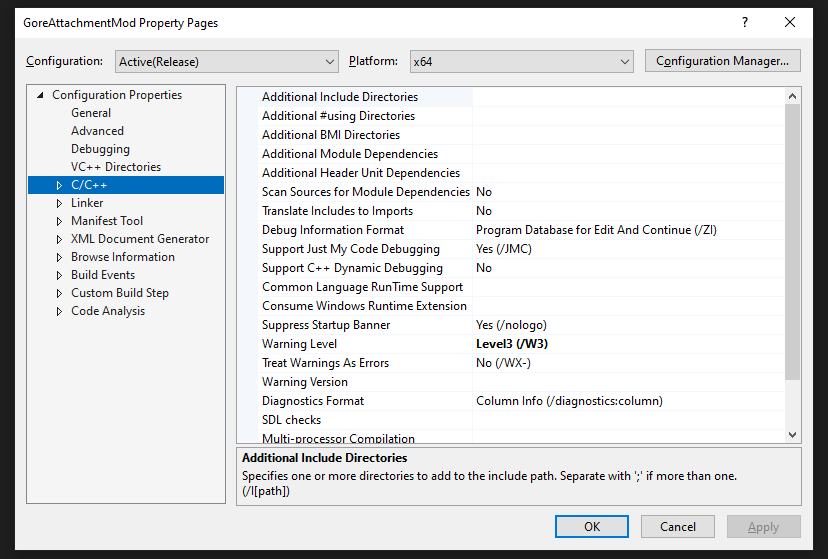 GoreAttachmentMod Property Pages
Configuration: Active(Release) Platform: x64 Configuration Manager...
Configuration Properties
General
Advanced
Debugging
VC++ Directories
C/C++
Linker
Manifest Tool
XML Document Generator
Browse Information
Build Events
Custom Build Step
Code Analysis
Additional Include Directories
Additional #using Directories
Additional BMI Directories
Additional Module Dependencies
Additional Header Unit Dependencies
Scan Sources for Module Dependencies No
Translate Includes to Imports No
Debug Information Format Program Database for Edit And Continue (/ZI)
Support Just My Code Debugging Yes (/JMC)
Support C++ Dynamic Debugging No
Common Language RunTime Support
Consume Windows Runtime Extension
Suppress Startup Banner Yes (/nologo)
Warning Level Level3 (/W3)
Treat Warnings As Errors No (/WX-)
Warning Version
Diagnostics Format Column Info (/diagnostics:column)
SDL checks
Multi-processor Compilation
Additional Include Directories
Specifies one or more directories to add to the include path. Separate with ';' if more than one.
(/I[path])
OK Cancel Apply